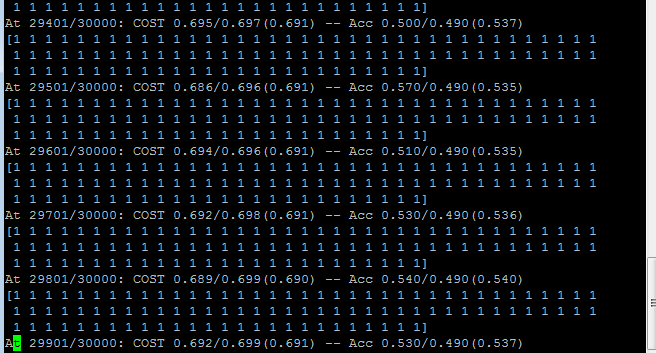 1 1 1 1 1 1 1 1 1 1 1 1 1 1 1 1 1 1 1 1 1 1 1 1 1 1]
At 29401/30000: COST 0.695/0.697(0.691) -- Acc 0.500/0.490(0.537)
[1 1 1 1 1 1 1 1 1 1 1 1 1 1 1 1 1 1 1 1 1 1 1 1 1 1 1 1 1 1 1 1 1 1 1 1 1
1 1 1 1 1 1 1 1 1 1 1 1 1 1 1 1 1 1 1 1 1 1 1 1 1 1 1 1 1 1 1 1 1 1 1 1 1
1 1 1 1 1 1 1 1 1 1 1 1 1 1 1 1 1 1 1 1 1 1 1 1 1 1]
At 29501/30000: COST 0.686/0.696(0.691) -- Acc 0.570/0.490(0.535)
[1 1 1 1 1 1 1 1 1 1 1 1 1 1 1 1 1 1 1 1 1 1 1 1 1 1 1 1 1 1 1 1 1 1 1 1 1
1 1 1 1 1 1 1 1 1 1 1 1 1 1 1 1 1 1 1 1 1 1 1 1 1 1 1 1 1 1 1 1 1 1 1 1 1
1 1 1 1 1 1 1 1 1 1 1 1 1 1 1 1 1 1 1 1 1 1 1 1 1 1]
At 29601/30000: COST 0.694/0.696(0.691) -- Acc 0.510/0.490(0.535)
[1 1 1 1 1 1 1 1 1 1 1 1 1 1 1 1 1 1 1 1 1 1 1 1 1 1 1 1 1 1 1 1 1 1 1 1 1
1 1 1 1 1 1 1 1 1 1 1 1 1 1 1 1 1 1 1 1 1 1 1 1 1 1 1 1 1 1 1 1 1 1 1 1 1
1 1 1 1 1 1 1 1 1 1 1 1 1 1 1 1 1 1 1 1 1 1 1 1 1 1]
At 29701/30000: COST 0.692/0.698(0.691) -- Acc 0.530/0.490(0.536)
[1 1 1 1 1 1 1 1 1 1 1 1 1 1 1 1 1 1 1 1 1 1 1 1 1 1 1 1 1 1 1 1 1 1 1 1 1
1 1 1 1 1 1 1 1 1 1 1 1 1 1 1 1 1 1 1 1 1 1 1 1 1 1 1 1 1 1 1 1 1 1 1 1 1
1 1 1 1 1 1 1 1 1 1 1 1 1 1 1 1 1 1 1 1 1 1 1 1 1 1]
At 29801/30000: COST 0.689/0.699(0.690) -- Acc 0.540/0.490(0.540)
[1 1 1 1 1 1 1 1 1 1 1 1 1 1 1 1 1 1 1 1 1 1 1 1 1 1 1 1 1 1 1 1 1 1 1 1 1
1 1 1 1 1 1 1 1 1 1 1 1 1 1 1 1 1 1 1 1 1 1 1 1 1 1 1 1 1 1 1 1 1 1 1 1 1
1 1 1 1 1 1 1 1 1 1 1 1 1 1 1 1 1 1 1 1 1 1 1 1 1 1]
At 29901/30000: COST 0.692/0.699(0.691) -- Acc 0.530/0.490(0.537)